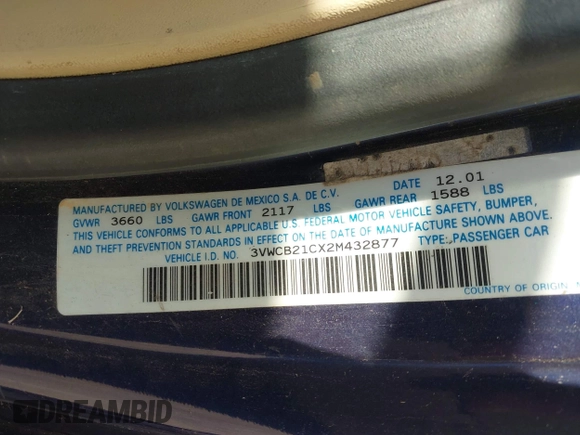 MANUFACTURED BY VOLKSWAGEN DE MEXICO S.A. DE C.V. DATE 12.01
GVWR 3660 LBS GAWR FRONT 2117 LBS GAWR REAR 1588 LBS
THIS VEHICLE CONFORMS TO ALL APPLICABLE U.S. FEDERAL MOTOR VEHICLE SAFETY, BUMPER,
AND THEFT PREVENTION STANDARDS IN EFFECT ON THE DATE OF MANUFACTURE SHOWN ABOVE.
VEHICLE I.D. NO. 3VWCB21CX2M432877 TYPE: PASSENGER CAR
COUNTRY OF ORIGIN
DREAMBID